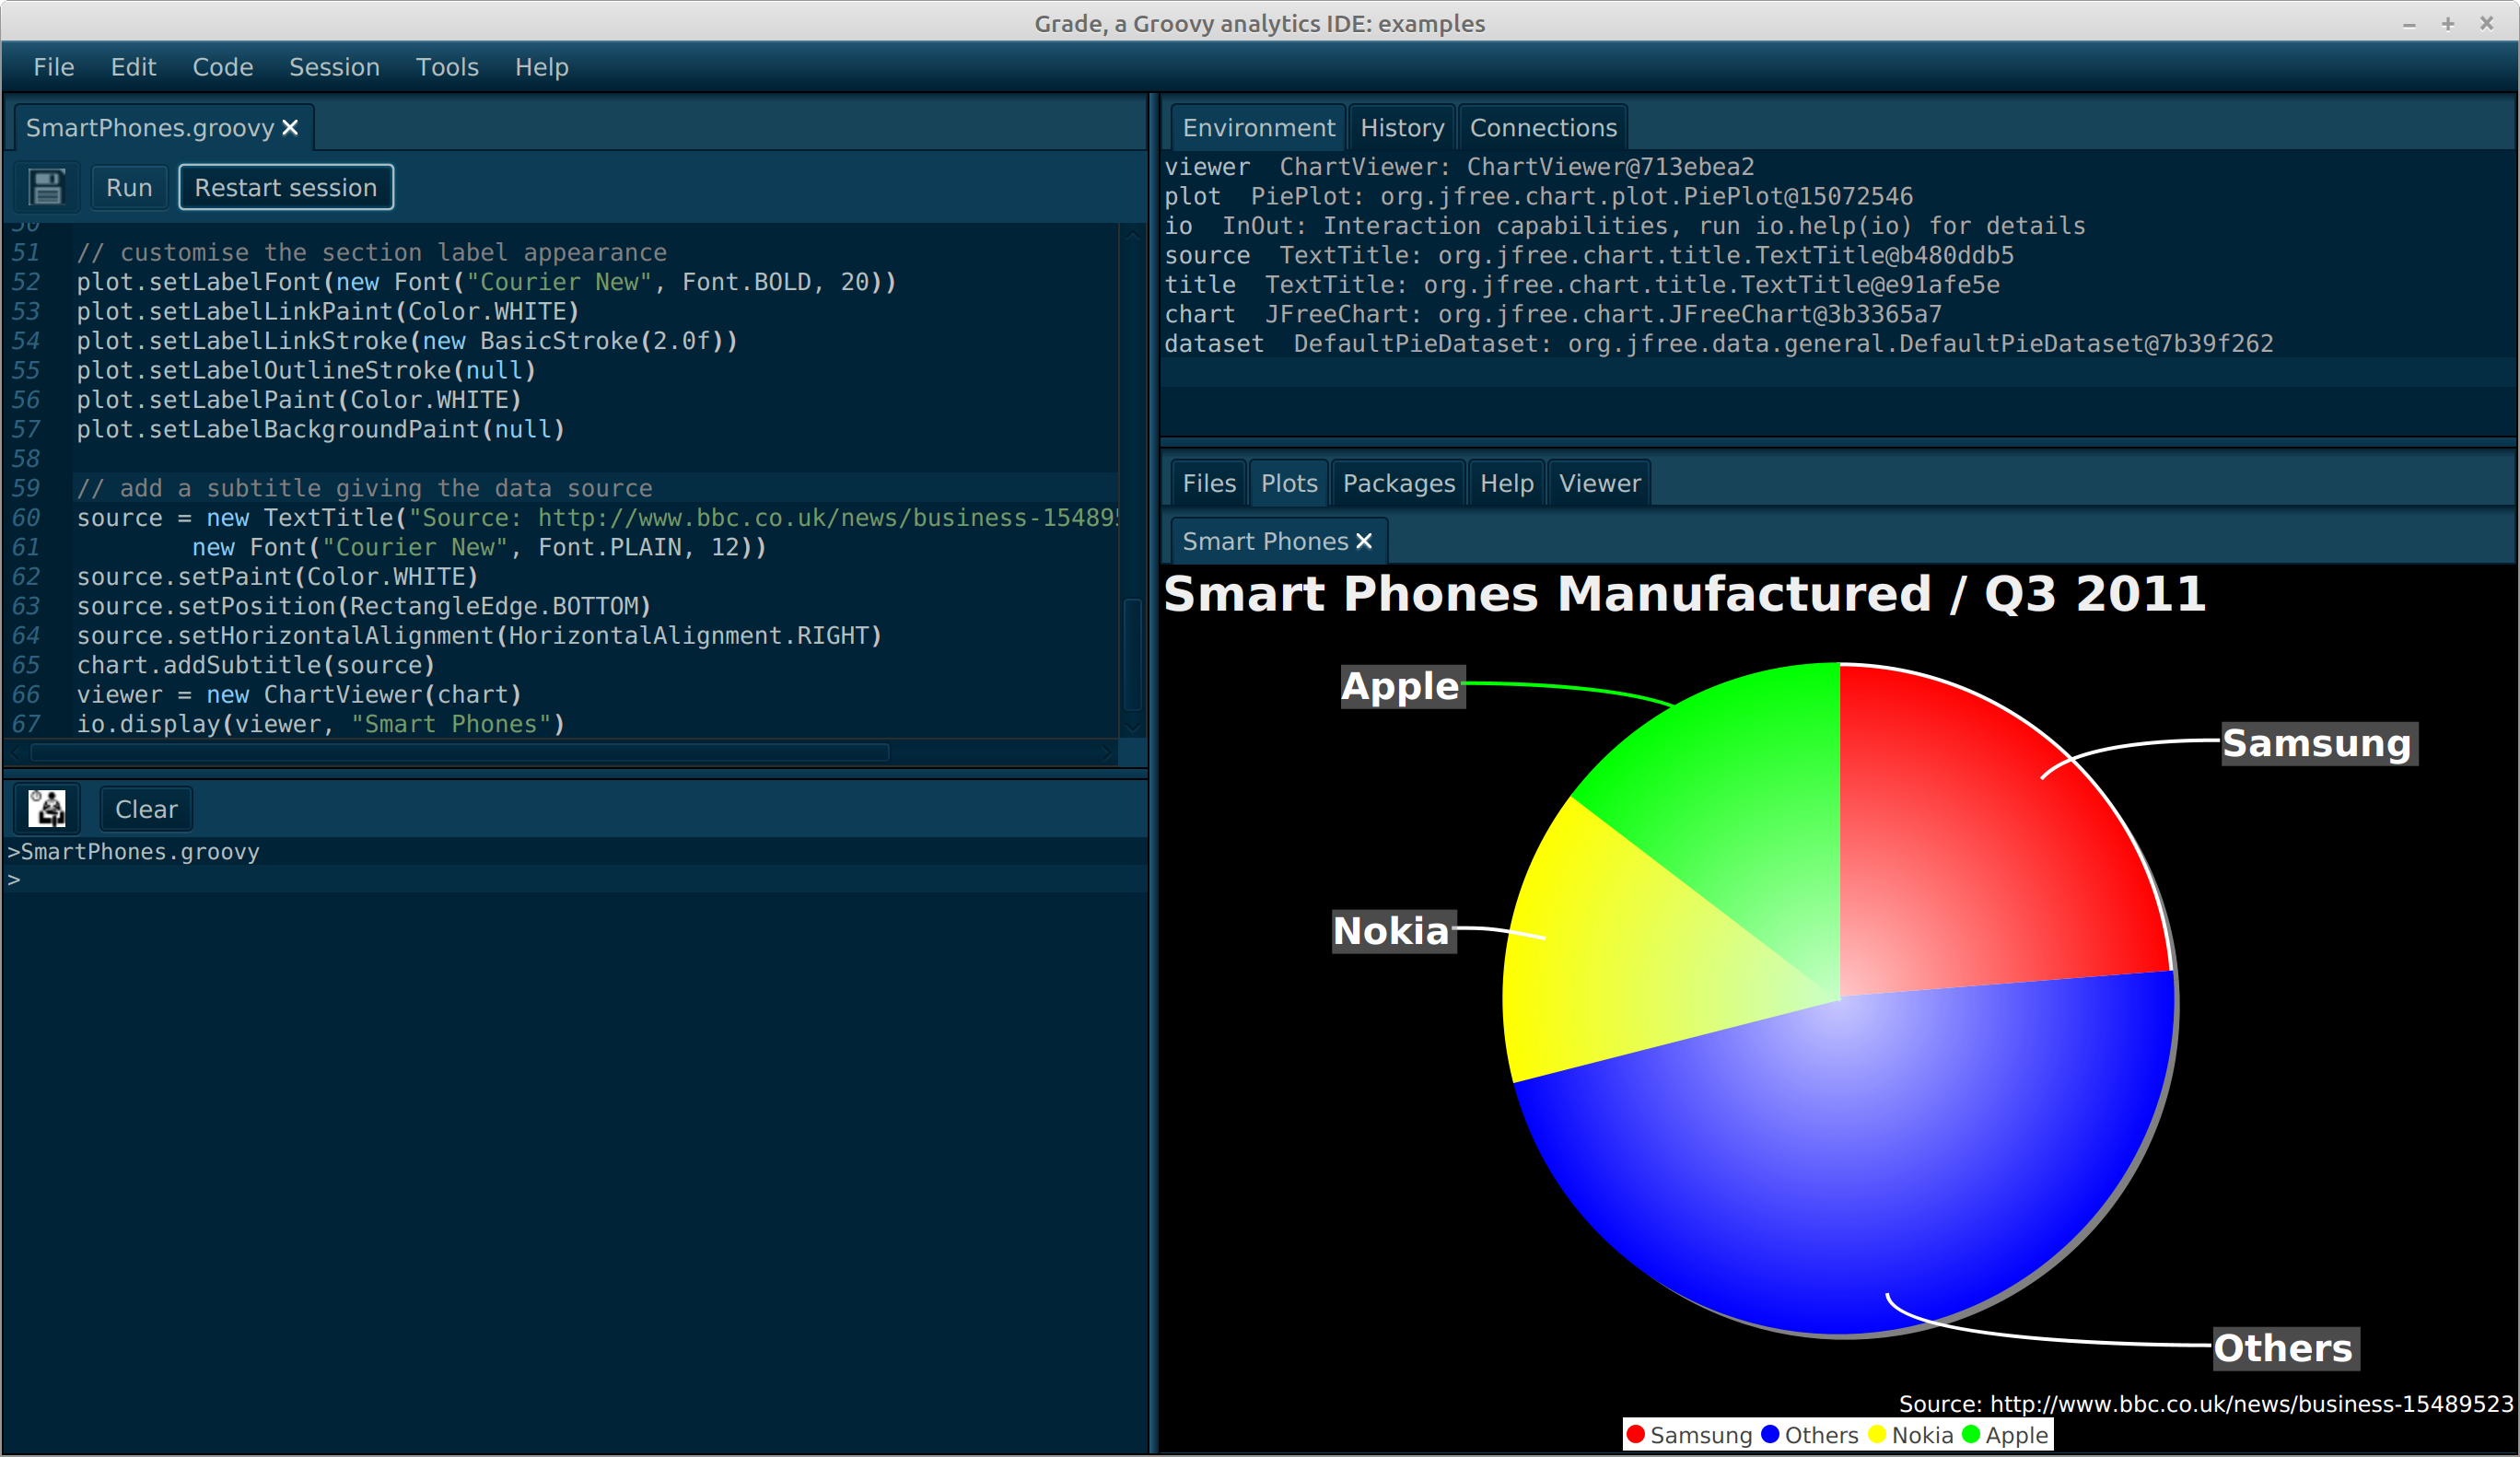 Grade, a Groovy analytics IDE: examples
File Edit Code Session Tools Help
SmartPhones.groovy
Run Restart session
50
51 // customise the section label appearance
52 plot.setLabelFont(new Font("Courier New", Font.BOLD, 20))
53 plot.setLabelLinkPaint(Color.WHITE)
54 plot.setLabelLinkStroke(new BasicStroke(2.0f))
55 plot.setLabelOutlineStroke(null)
56 plot.setLabelPaint(Color.WHITE)
57 plot.setLabelBackgroundPaint(null)
58
59 // add a subtitle giving the data source
60 source = new TextTitle("Source: http://www.bbc.co.uk/news/business-15489
61 new Font("Courier New", Font.PLAIN, 12))
62 source.setPaint(Color.WHITE)
63 source.setPosition(RectangleEdge.BOTTOM)
64 source.setHorizontalAlignment(HorizontalAlignment.RIGHT)
65 chart.addSubtitle(source)
66 viewer = new ChartViewer(chart)
67 io.display(viewer, "Smart Phones")
Clear
>SmartPhones.groovy
>
Environment History Connections
viewer ChartViewer: ChartViewer@713ebea2
plot PiePlot: org.jfree.chart.plot.PiePlot@15072546
io InOut: Interaction capabilities, run io.help(io) for details
source TextTitle: org.jfree.chart.title.TextTitle@b480ddb5
title TextTitle: org.jfree.chart.title.TextTitle@e91afe5e
chart JFreeChart: org.jfree.chart.JFreeChart@3b3365a7
dataset DefaultPieDataset: org.jfree.data.general.DefaultPieDataset@7b39f262
Files Plots Packages Help Viewer
Smart Phones
Smart Phones Manufactured / Q3 2011
Apple
Samsung
Nokia
Others
Source: http://www.bbc.co.uk/news/business-15489523
Samsung Others Nokia Apple